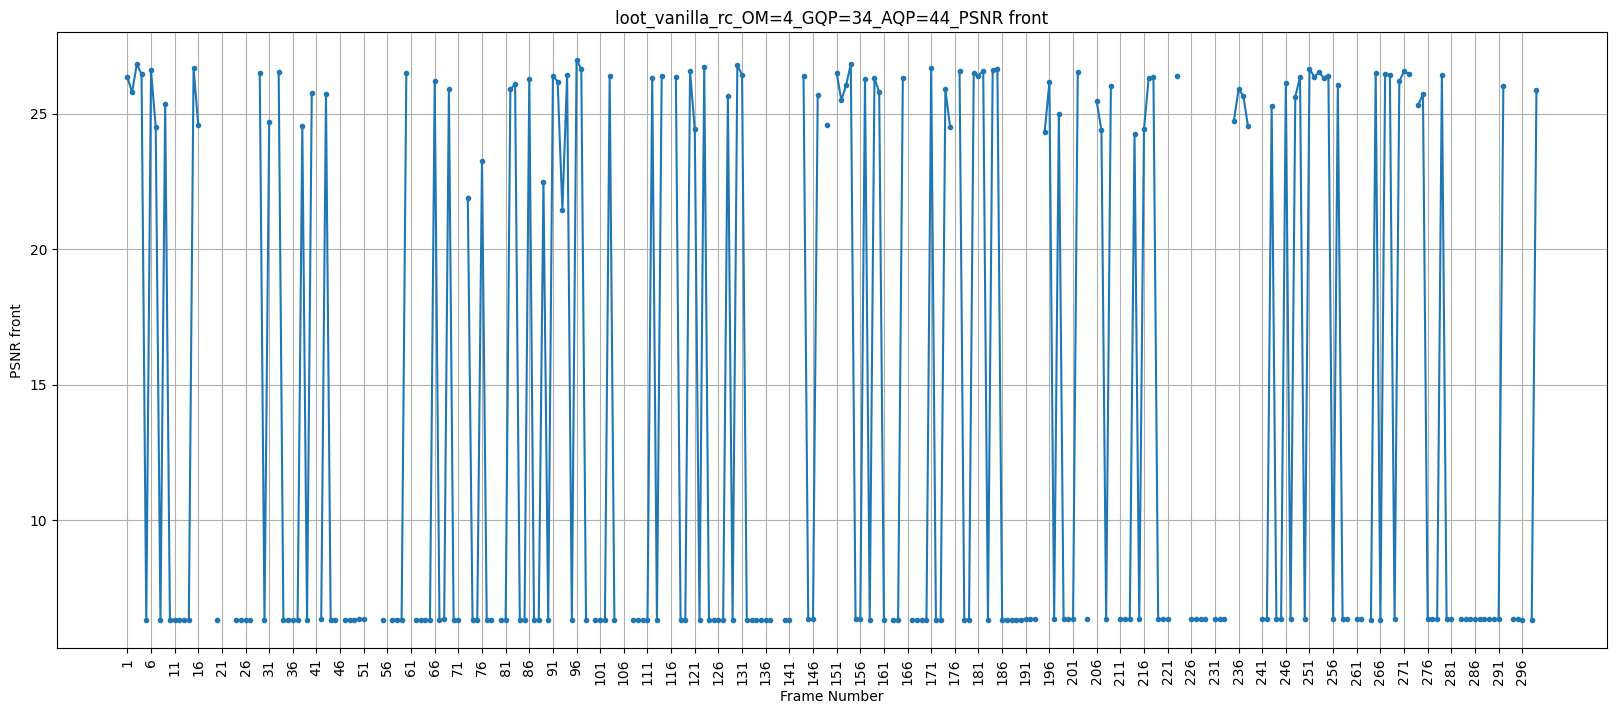 loot_vanilla_rc_OM=4_GQP=34_AQP=44_PSNR front
25
20
15
10
PSNR front
1 6 11 16 21 26 31 36 41 46 51 56 61 66 71 76 81 86 91 96 101 106 111 116 121 126 131 136 141 146 151 156 161 166 171 176 181 186 191 196 201 206 211 216 221 226 231 236 241 246 251 256 261 266 271 276 281 286 291 296
Frame Number